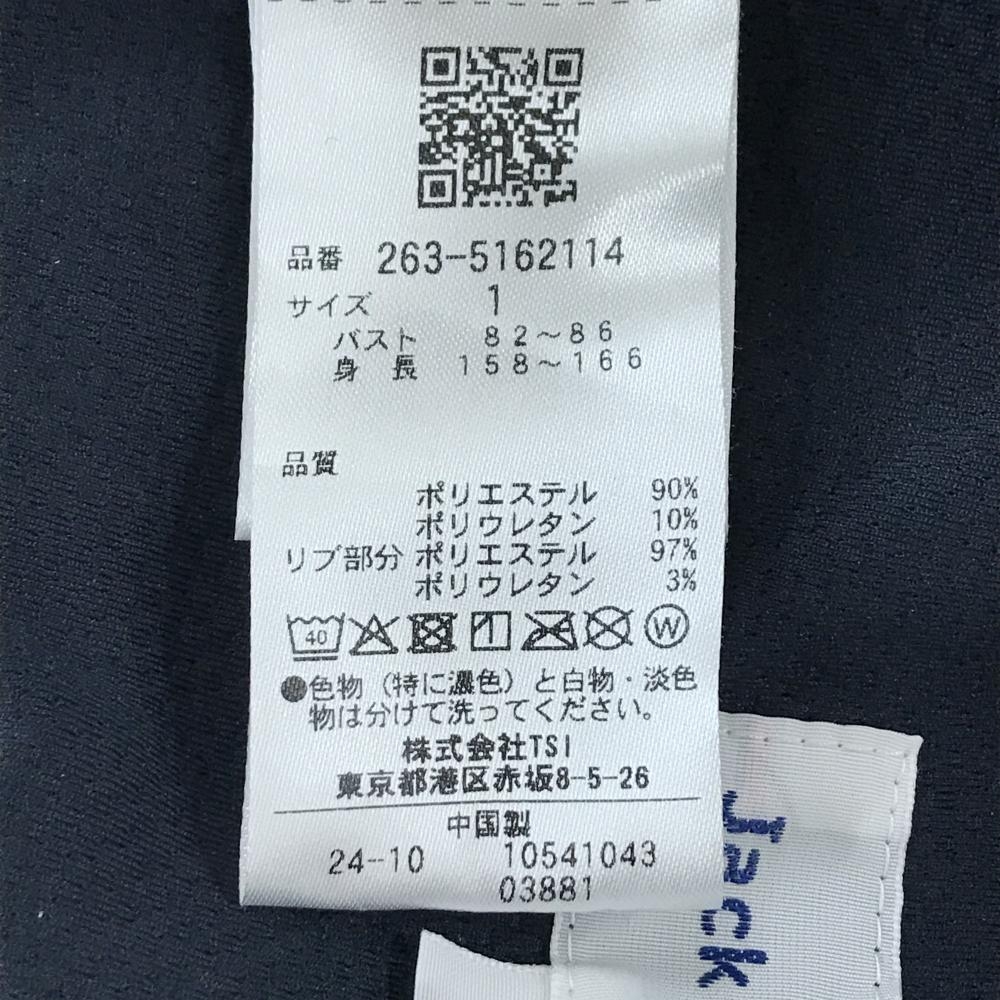 品番 263-5162114
サイズ 1
バスト 82～86
身長 158～166
品質
ポリエステル 90%
ポリウレタン 10%
リブ部分 ポリエステル 97%
ポリウレタン 3%
40 W
●色物（特に濃色）と白物・淡色
物は分けて洗ってください。
株式会社TSI
東京都港区赤坂8-5-26
中国製
24-10 10541043
03881
Jack